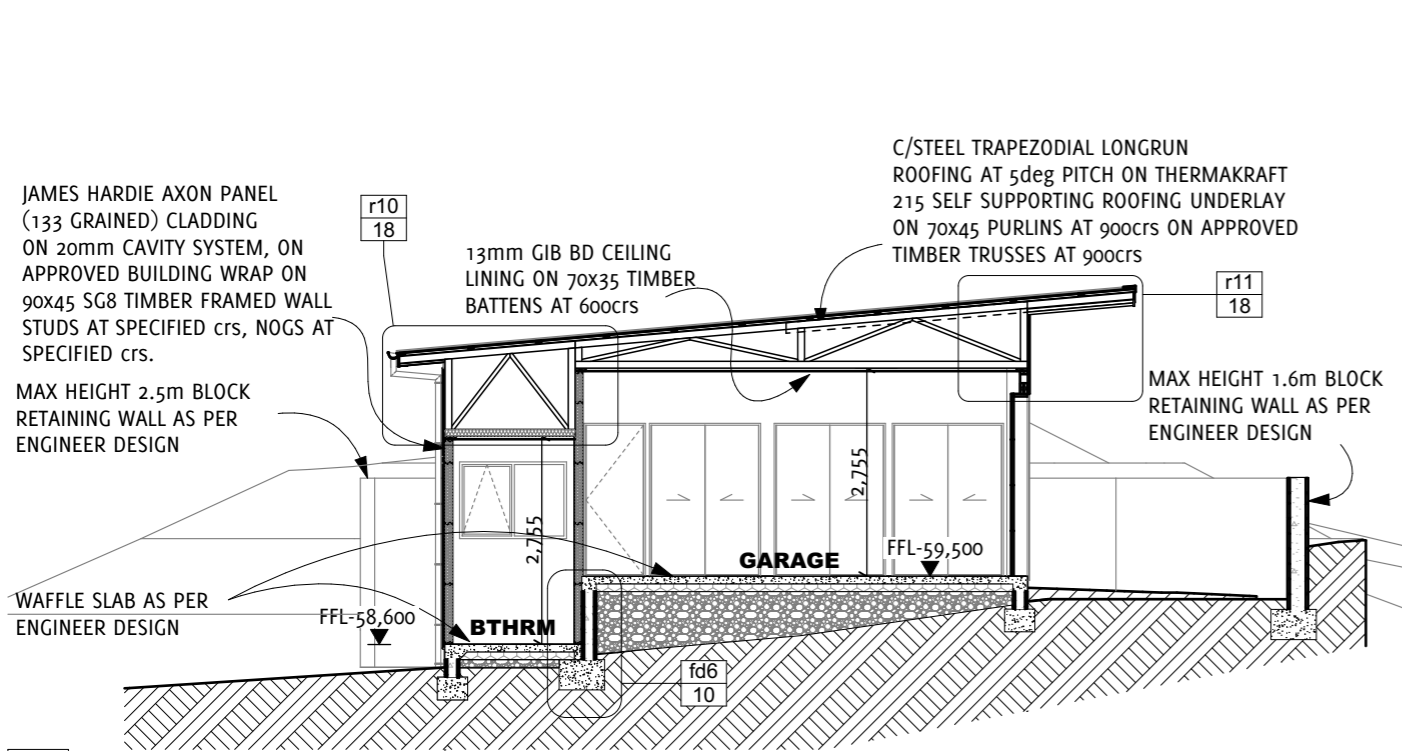 C/STEEL TRAPEZODIAL LONGRUN
ROOFING AT 5deg PITCH ON THERMAKRAFT
215 SELF SUPPORTING ROOFING UNDERLAY
ON 70x45 PURLINS AT 900crs ON APPROVED
TIMBER TRUSSES AT 900crs
JAMES HARDIE AXON PANEL
(133 GRAINED) CLADDING
ON 20mm CAVITY SYSTEM, ON
APPROVED BUILDING WRAP ON
90x45 SG8 TIMBER FRAMED WALL
STUDS AT SPECIFIED crs, NOGS AT
SPECIFIED crs.
r10
18
13mm GIB BD CEILING
LINING ON 70x35 TIMBER
BATTENS AT 600crs
r11
18
MAX HEIGHT 2.5m BLOCK
RETAINING WALL AS PER
ENGINEER DESIGN
MAX HEIGHT 1.6m BLOCK
RETAINING WALL AS PER
ENGINEER DESIGN
2,755
2,755
GARAGE
FFL-59,500
WAFFLE SLAB AS PER
ENGINEER DESIGN
FFL-58,600
BTHRM
fd6
10